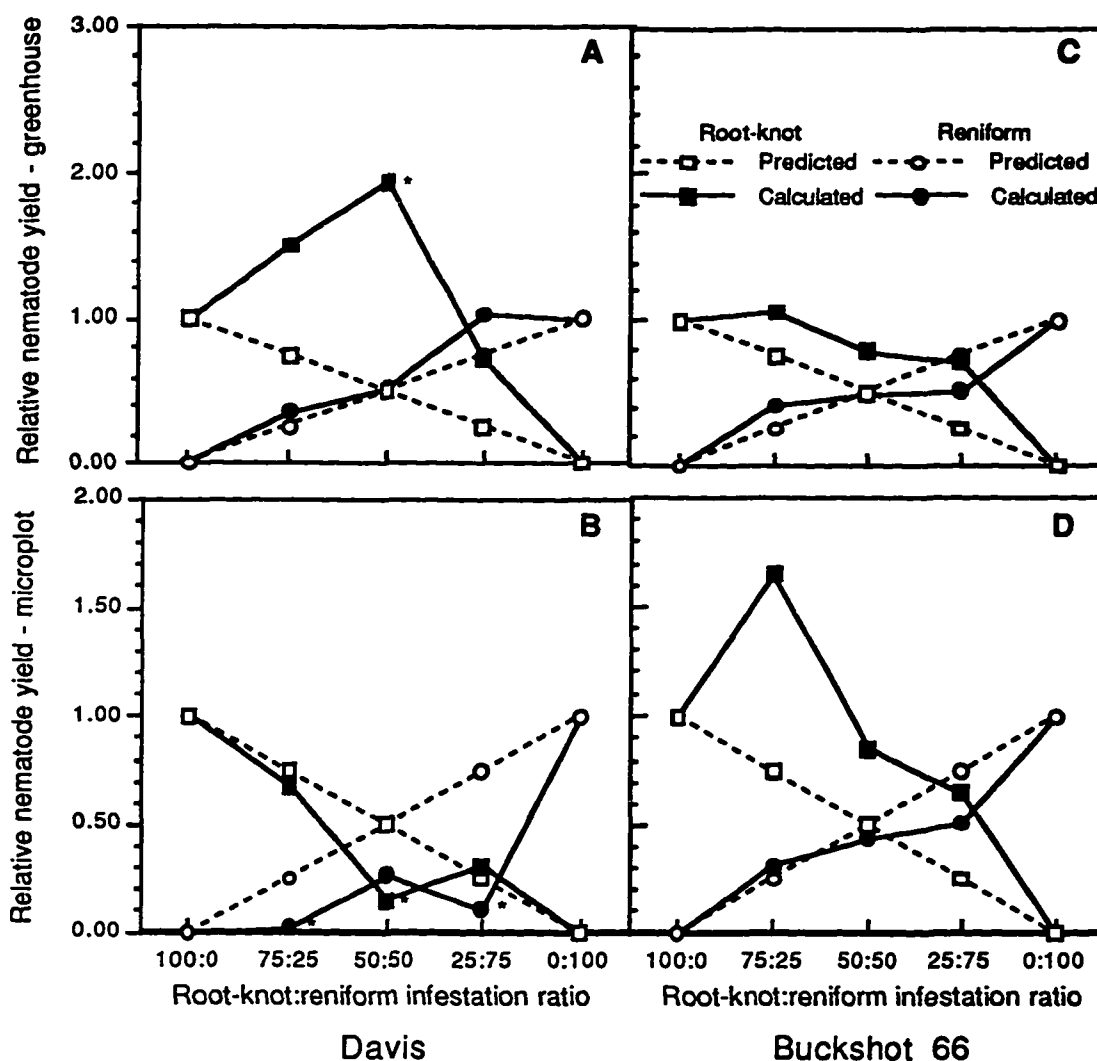 Relative nematode yield - greenhouse
3.00
2.00
1.00
0.00
A
C
Root-knot Reniform
Predicted Predicted
Calculated Calculated
*
Relative nematode yield - microplot
2.00
1.50
1.00
0.50
0.00
B
D
* * *
100:0 75:25 50:50 25:75 0:100
100:0 75:25 50:50 25:75 0:100
Root-knot:reniform infestation ratio
Root-knot:reniform infestation ratio
Davis
Buckshot 66